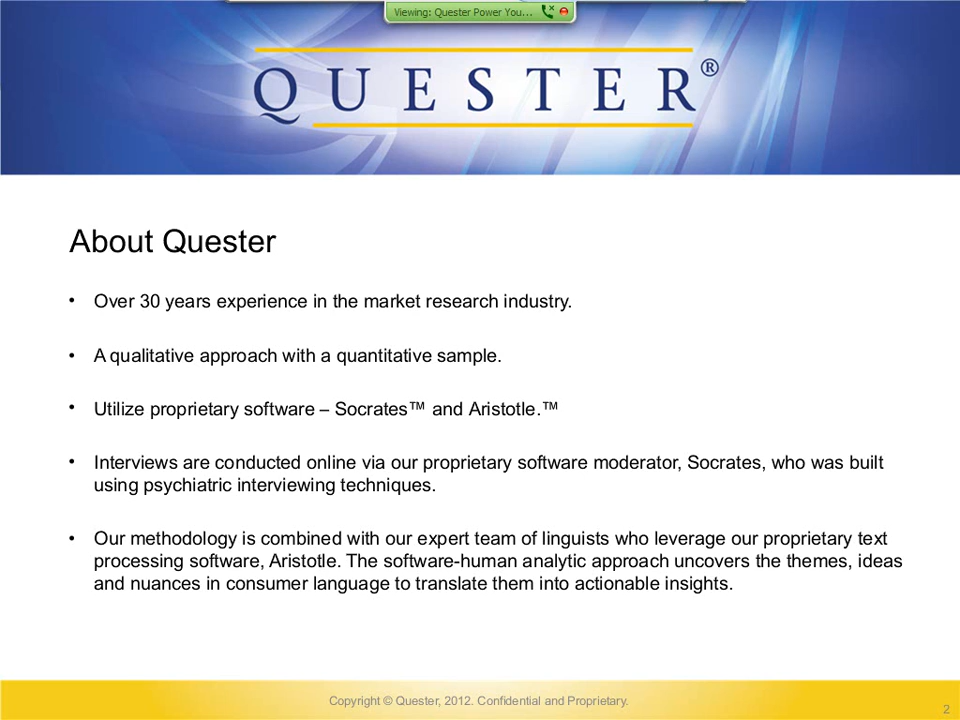 Viewing: Quester Power You...
QUESTER®
About Quester
• Over 30 years experience in the market research industry.
• A qualitative approach with a quantitative sample.
• Utilize proprietary software – Socrates™ and Aristotle.™
• Interviews are conducted online via our proprietary software moderator, Socrates, who was built
using psychiatric interviewing techniques.
• Our methodology is combined with our expert team of linguists who leverage our proprietary text
processing software, Aristotle. The software-human analytic approach uncovers the themes, ideas
and nuances in consumer language to translate them into actionable insights.
Copyright © Quester, 2012. Confidential and Proprietary.
2